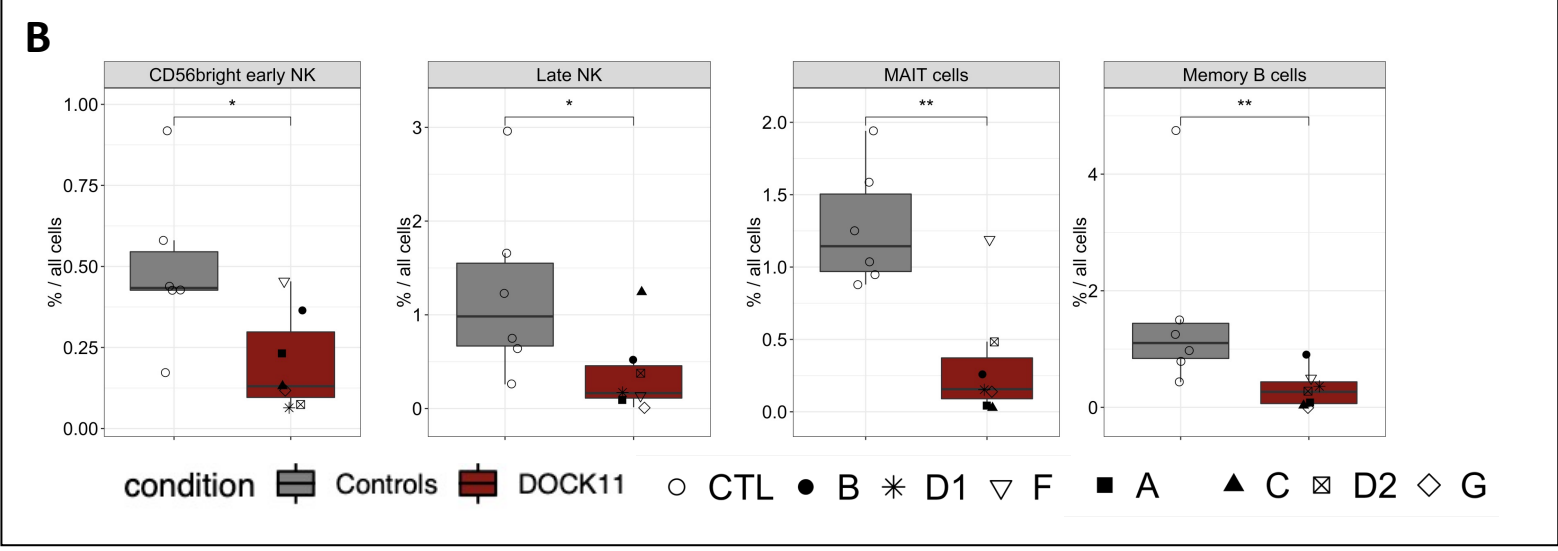 B
CD56bright early NK
Late NK
MAIT cells
Memory B cells
*
*
**
**
% / all cells
1.00
0.75
0.50
0.25
0.00
% / all cells
3
2
1
0
% / all cells
2.0
1.5
1.0
0.5
0.0
% / all cells
4
2
0
condition Controls DOCK11 CTL B D1 F A C D2 G